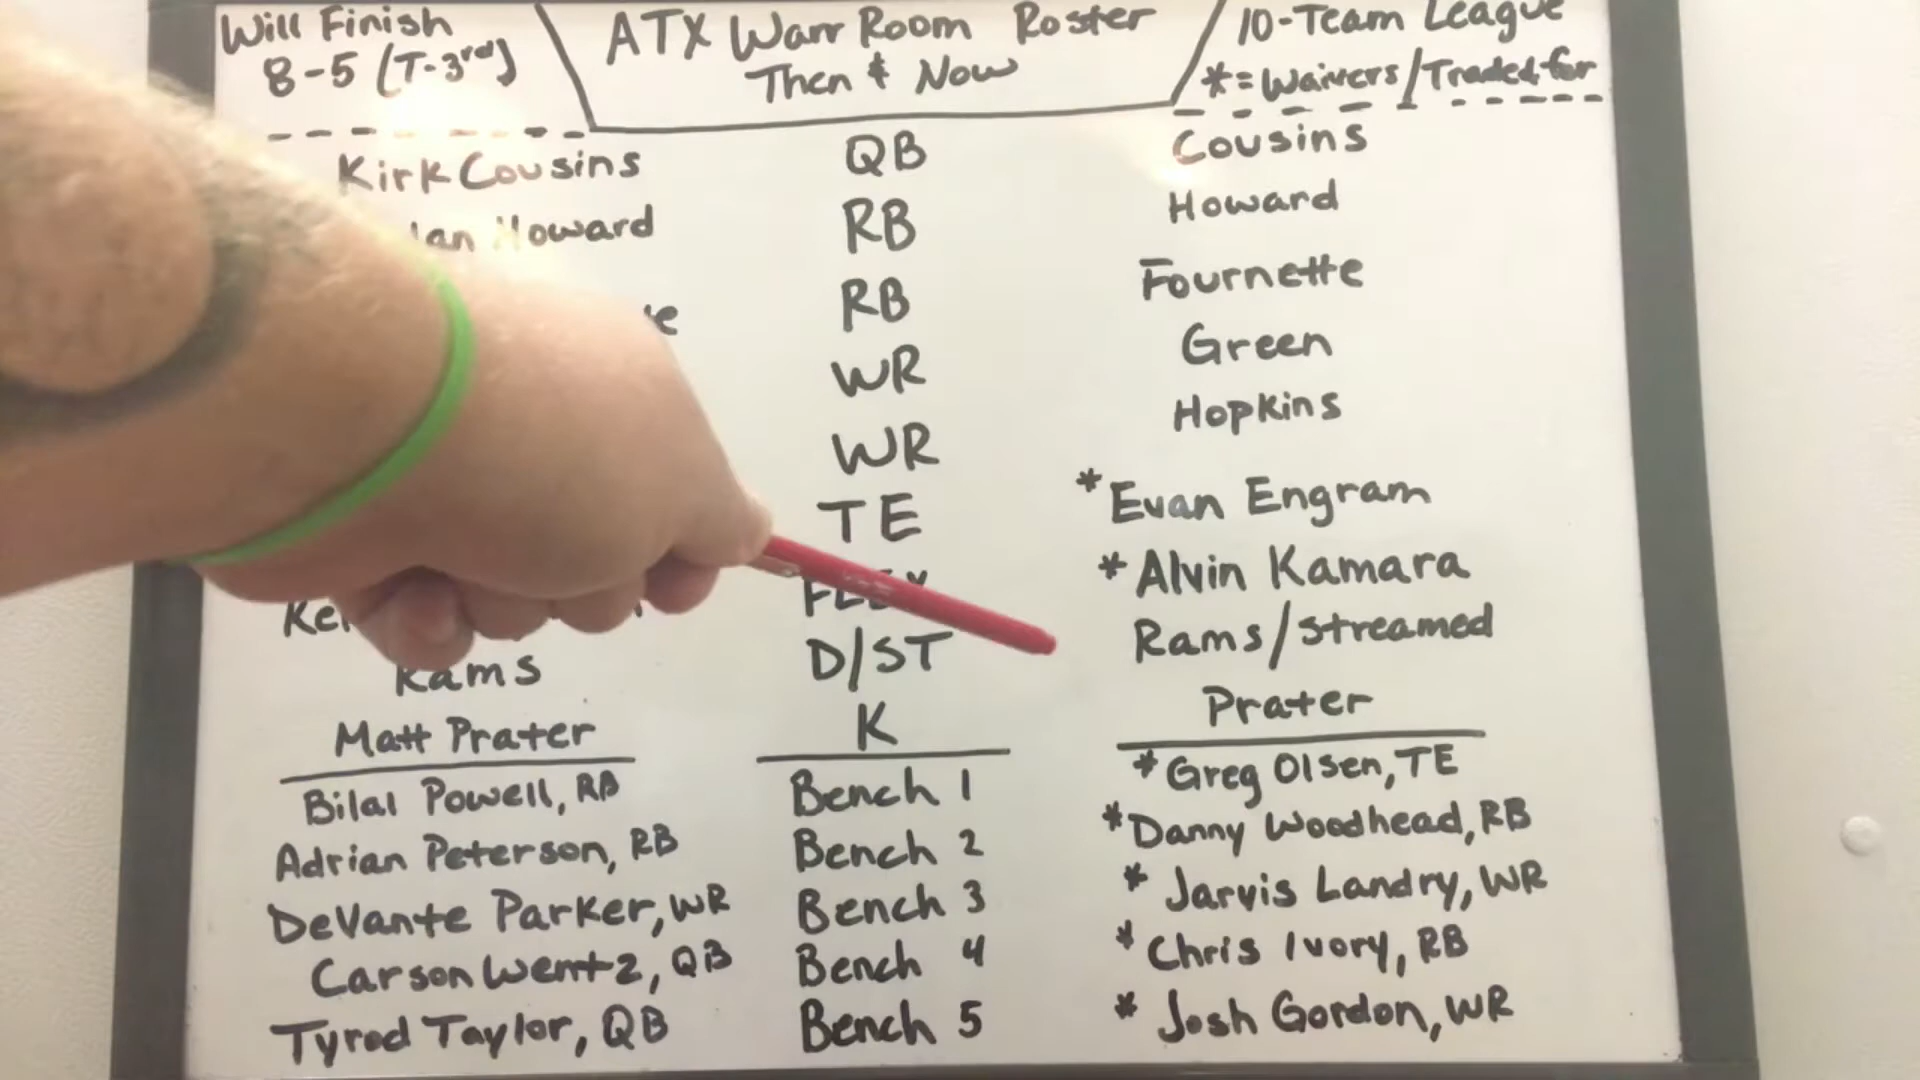 Will Finish
8-5 (T-3rd)
ATX Warr Room Roster
Then & Now
10-Team League
*=Waivers/Traded for
Kirk Cousins QB Cousins
Howard RB Howard
RB Fournette
WR Green
WR Hopkins
TE *Evan Engram
*Alvin Kamara
Rams D/ST Rams/Streamed
Matt Prater K Prater
Bilal Powell, RB Bench 1 *Greg Olsen, TE
Adrian Peterson, RB Bench 2 *Danny Woodhead, RB
DeVante Parker, WR Bench 3 *Jarvis Landry, WR
Carson Wentz, QB Bench 4 *Chris Ivory, RB
Tyrod Taylor, QB Bench 5 *Josh Gordon, WR